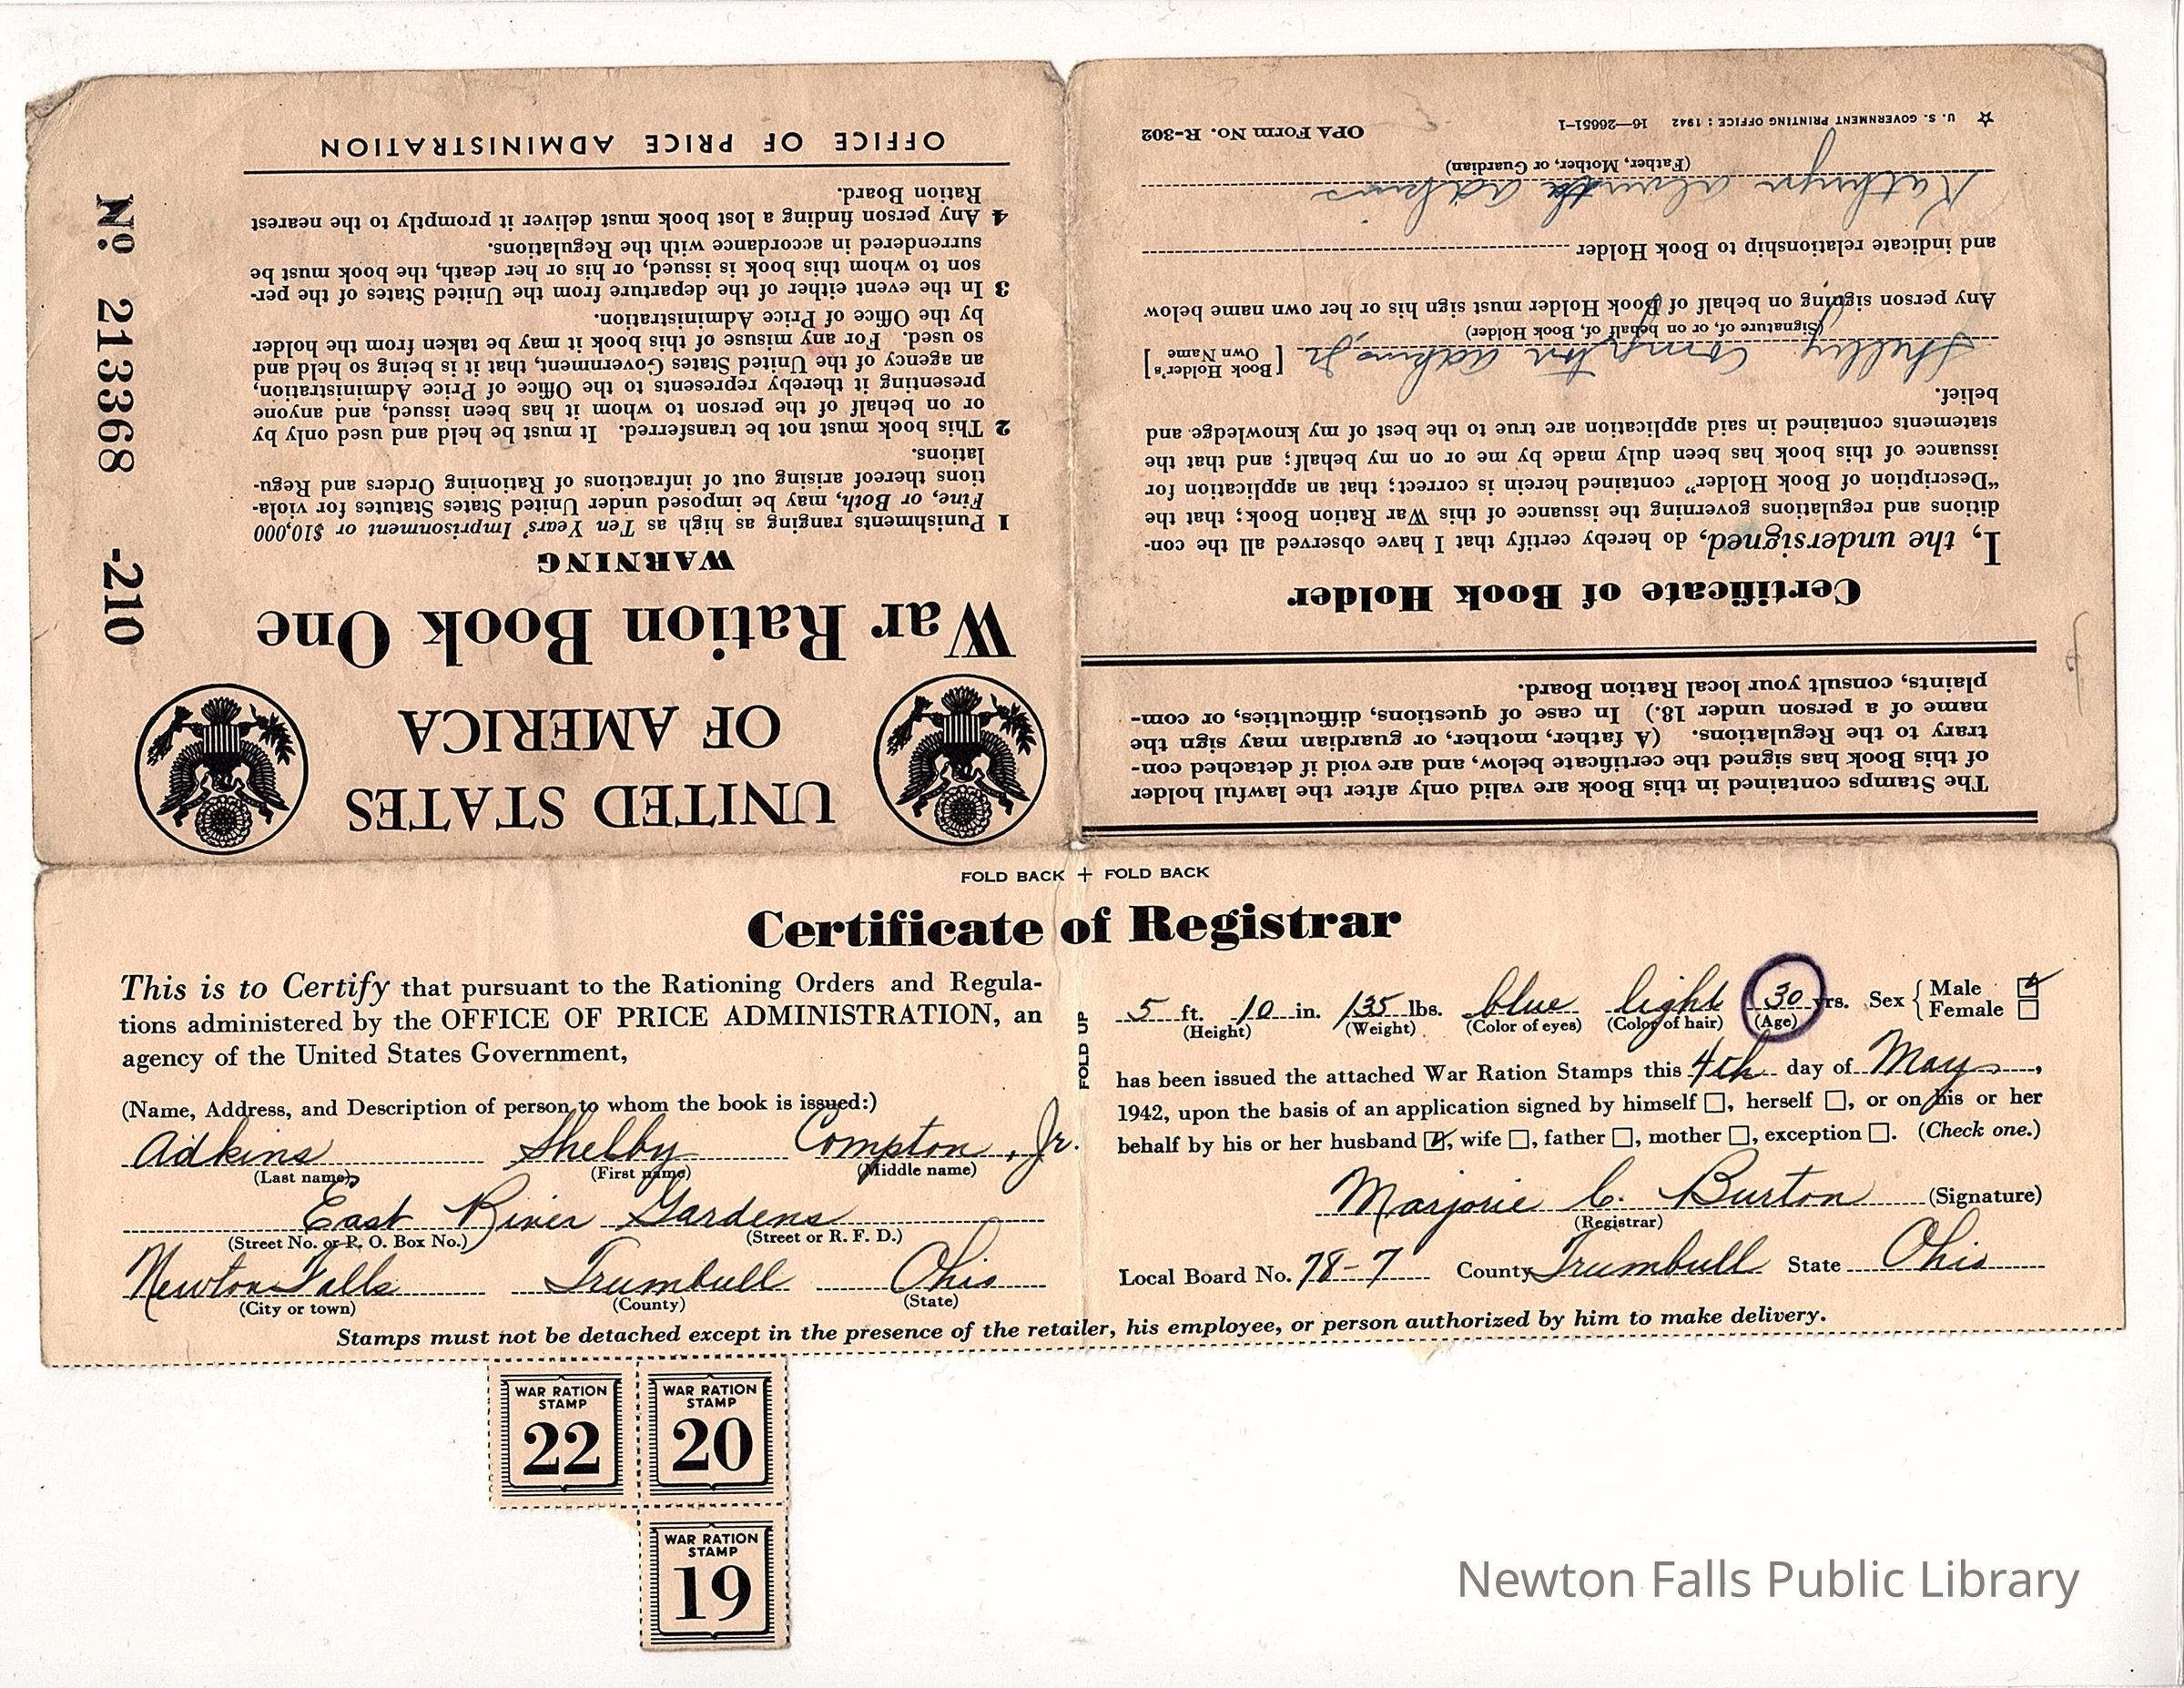 OFFICE OF PRICE ADMINISTRATION
UNITED STATES
OF AMERICA
War Ration Book One
WARNING
1 Punishments ranging as high as Ten Years' Imprisonment or $10,000
Fine, or Both, may be imposed under United States Statutes for viola-
tions thereof arising out of infractions of Rationing Orders and Regu-
lations.
2 This book must not be transferred. It must be held and used only by
or on behalf of the person to whom it has been issued, and anyone
presenting it thereby represents to the Office of Price Administration,
an agency of the United States Government, that it is being so held and
so used. For any misuse of this book it may be taken from the holder
by the Office of Price Administration.
3 In the event either of the departure from the United States of the per-
son to whom this book is issued, or his or her death, the book must be
surrendered in accordance with the Regulations.
4 Any person finding a lost book must deliver it promptly to the nearest
Ration Board.
No. 213368 -210
The Stamps contained in this Book are valid only after the lawful holder
of this Book has signed the certificate below, and are void if detached con-
trary to the Regulations. (A father, mother, or guardian may sign the
name of a person under 18.) In case of questions, difficulties, or com-
plaints, consult your local Ration Board.
Certificate of Book Holder
I, the undersigned, do hereby certify that I have observed all the con-
ditions and regulations governing the issuance of this War Ration Book; that the
“Description of Book Holder” contained herein is correct; that an application for
issuance of this book has been duly made by me or on my behalf; and that the
statements contained in said application are true to the best of my knowledge and
belief.
Shelby Compton Adkins Jr [Book Holder's Own Name]
(Signature of, or on behalf of, Book Holder)
Any person signing on behalf of Book Holder must sign his or her own name below
and indicate relationship to Book Holder
Kathryn Adkins
(Father, Mother, or Guardian)
☆ U. S. GOVERNMENT PRINTING OFFICE : 1942 16—26651-1 OPA Form No. R-302
FOLD BACK + FOLD BACK
Certificate of Registrar
This is to Certify that pursuant to the Rationing Orders and Regula-
tions administered by the OFFICE OF PRICE ADMINISTRATION, an
agency of the United States Government,
(Name, Address, and Description of person to whom the book is issued:)
Adkins Shelby Compton, Jr.
(Last name) (First name) (Middle name)
East River Gardens
(Street No. or P. O. Box No.) (Street or R. F. D.)
Newton Falls Trumbull Ohio
(City or town) (County) (State)
FOLD UP
5 ft. 10 in. 135 lbs. blue light 30 yrs. Sex { Male Female
(Height) (Weight) (Color of eyes) (Color of hair) (Age)
has been issued the attached War Ration Stamps this 4th day of May,
1942, upon the basis of an application signed by himself □, herself □, or on his or her
behalf by his or her husband ☑, wife □, father □, mother □, exception □. (Check one.)
Marjorie C. Burton (Signature)
(Registrar)
Local Board No. 78-7 County Trumbull State Ohio
Stamps must not be detached except in the presence of the retailer, his employee, or person authorized by him to make delivery.
WAR RATION STAMP 22
WAR RATION STAMP 20
WAR RATION STAMP 19
Newton Falls Public Library